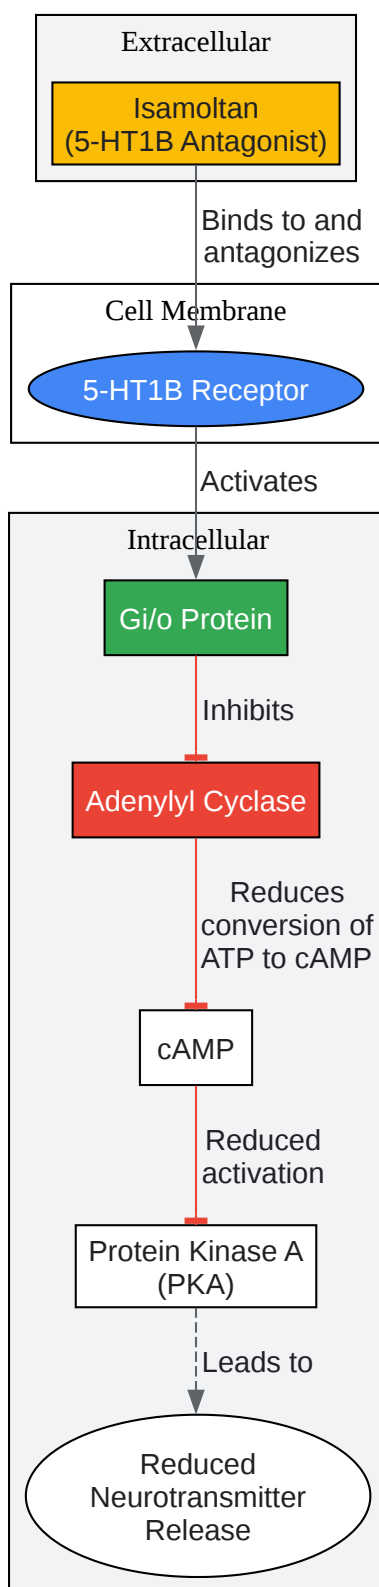 Extracellular
Isamoltan
(5-HT1B Antagonist)
Binds to and
antagonizes
Cell Membrane
5-HT1B Receptor
Activates
Intracellular
Gi/o Protein
Inhibits
Adenylyl Cyclase
Reduces
conversion of
ATP to cAMP
cAMP
Reduced
activation
Protein Kinase A
(PKA)
Leads to
Reduced
Neurotransmitter
Release